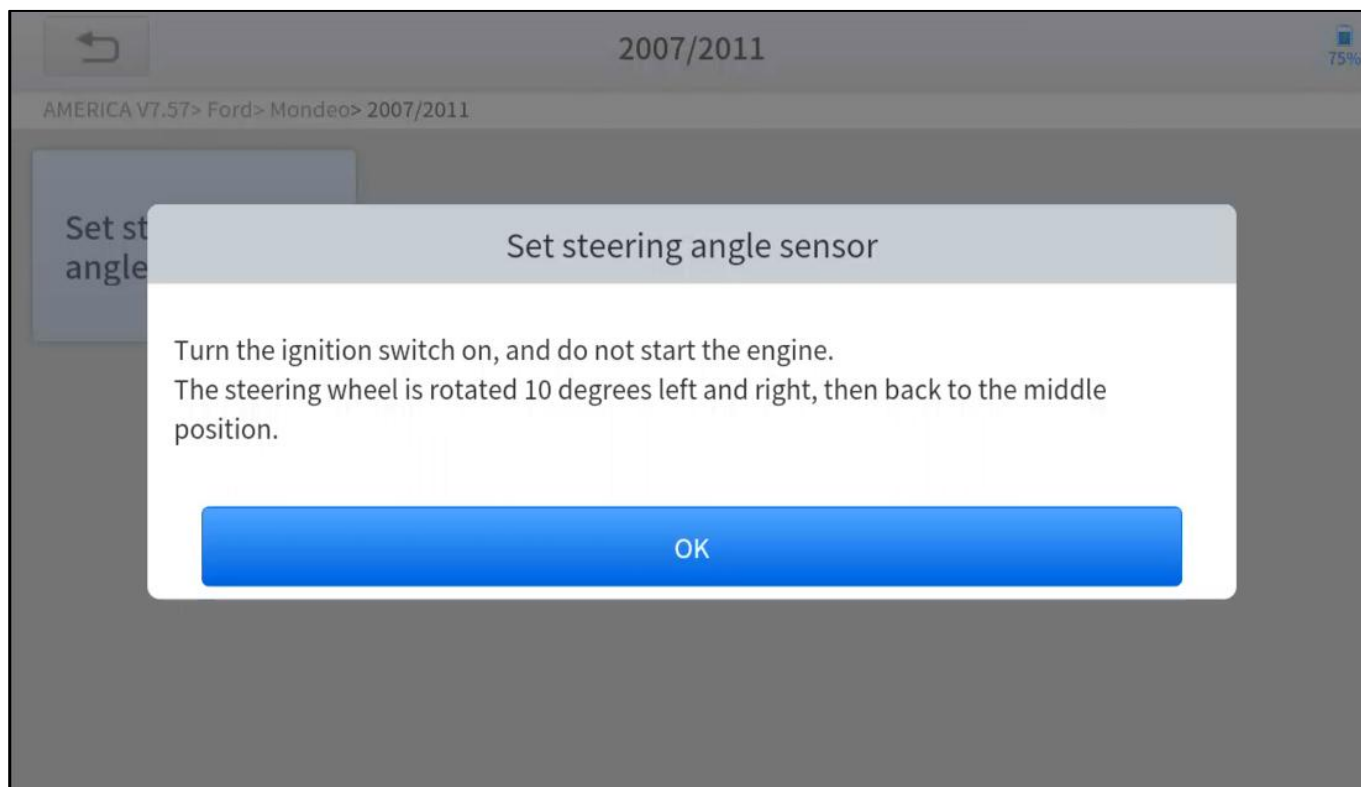 2007/2011
75%
AMERICA V7.57> Ford> Mondeo> 2007/2011
Set st
angle
Set steering angle sensor
Turn the ignition switch on, and do not start the engine.
The steering wheel is rotated 10 degrees left and right, then back to the middle
position.
OK